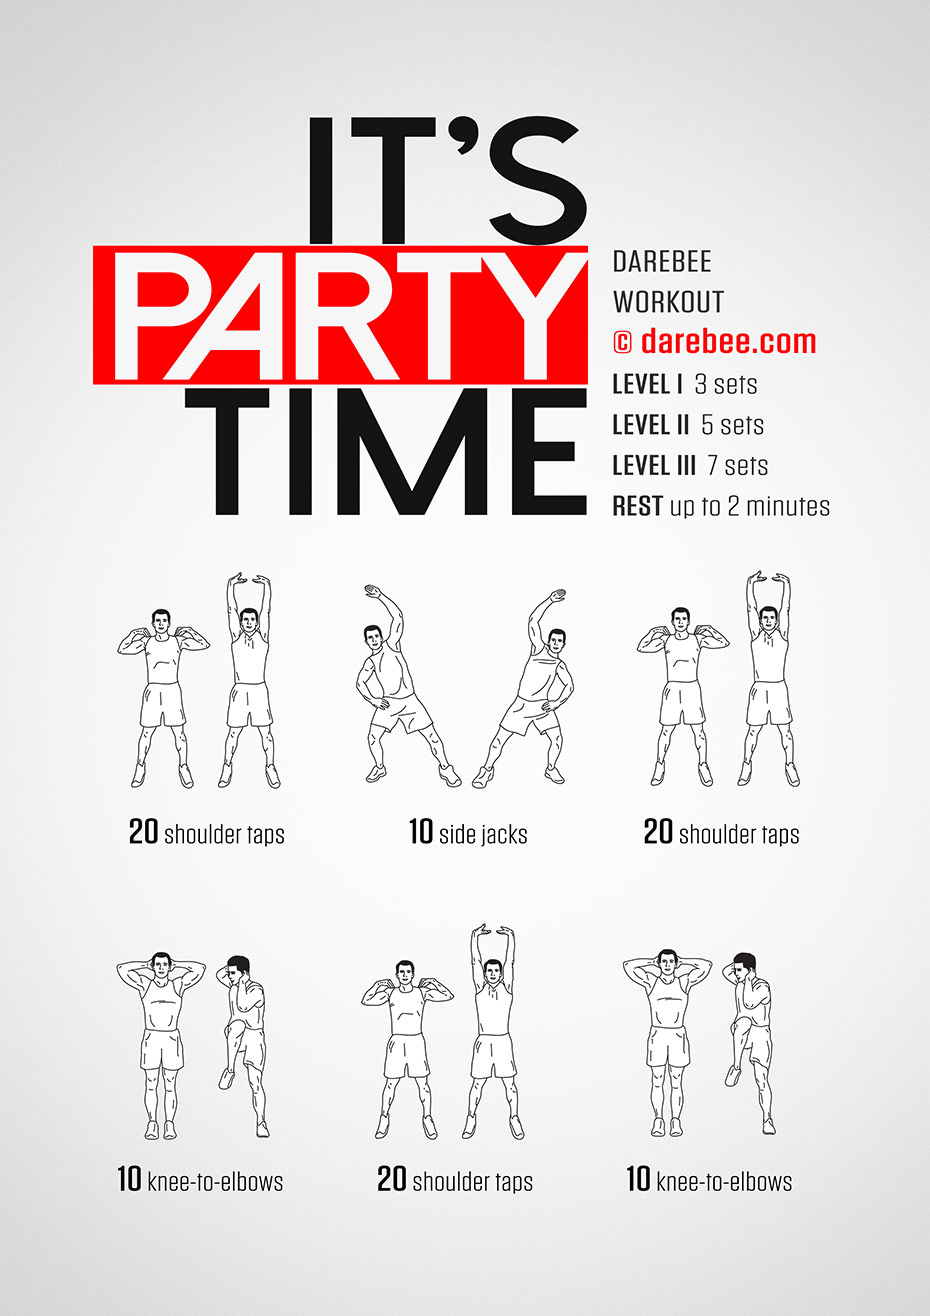 IT'S
PARTY
TIME
DAREBEE
WORKOUT
© darebee.com
LEVEL I 3 sets
LEVEL II 5 sets
LEVEL III 7 sets
REST up to 2 minutes
20 shoulder taps
10 side jacks
20 shoulder taps
10 knee-to-elbows
20 shoulder taps
10 knee-to-elbows